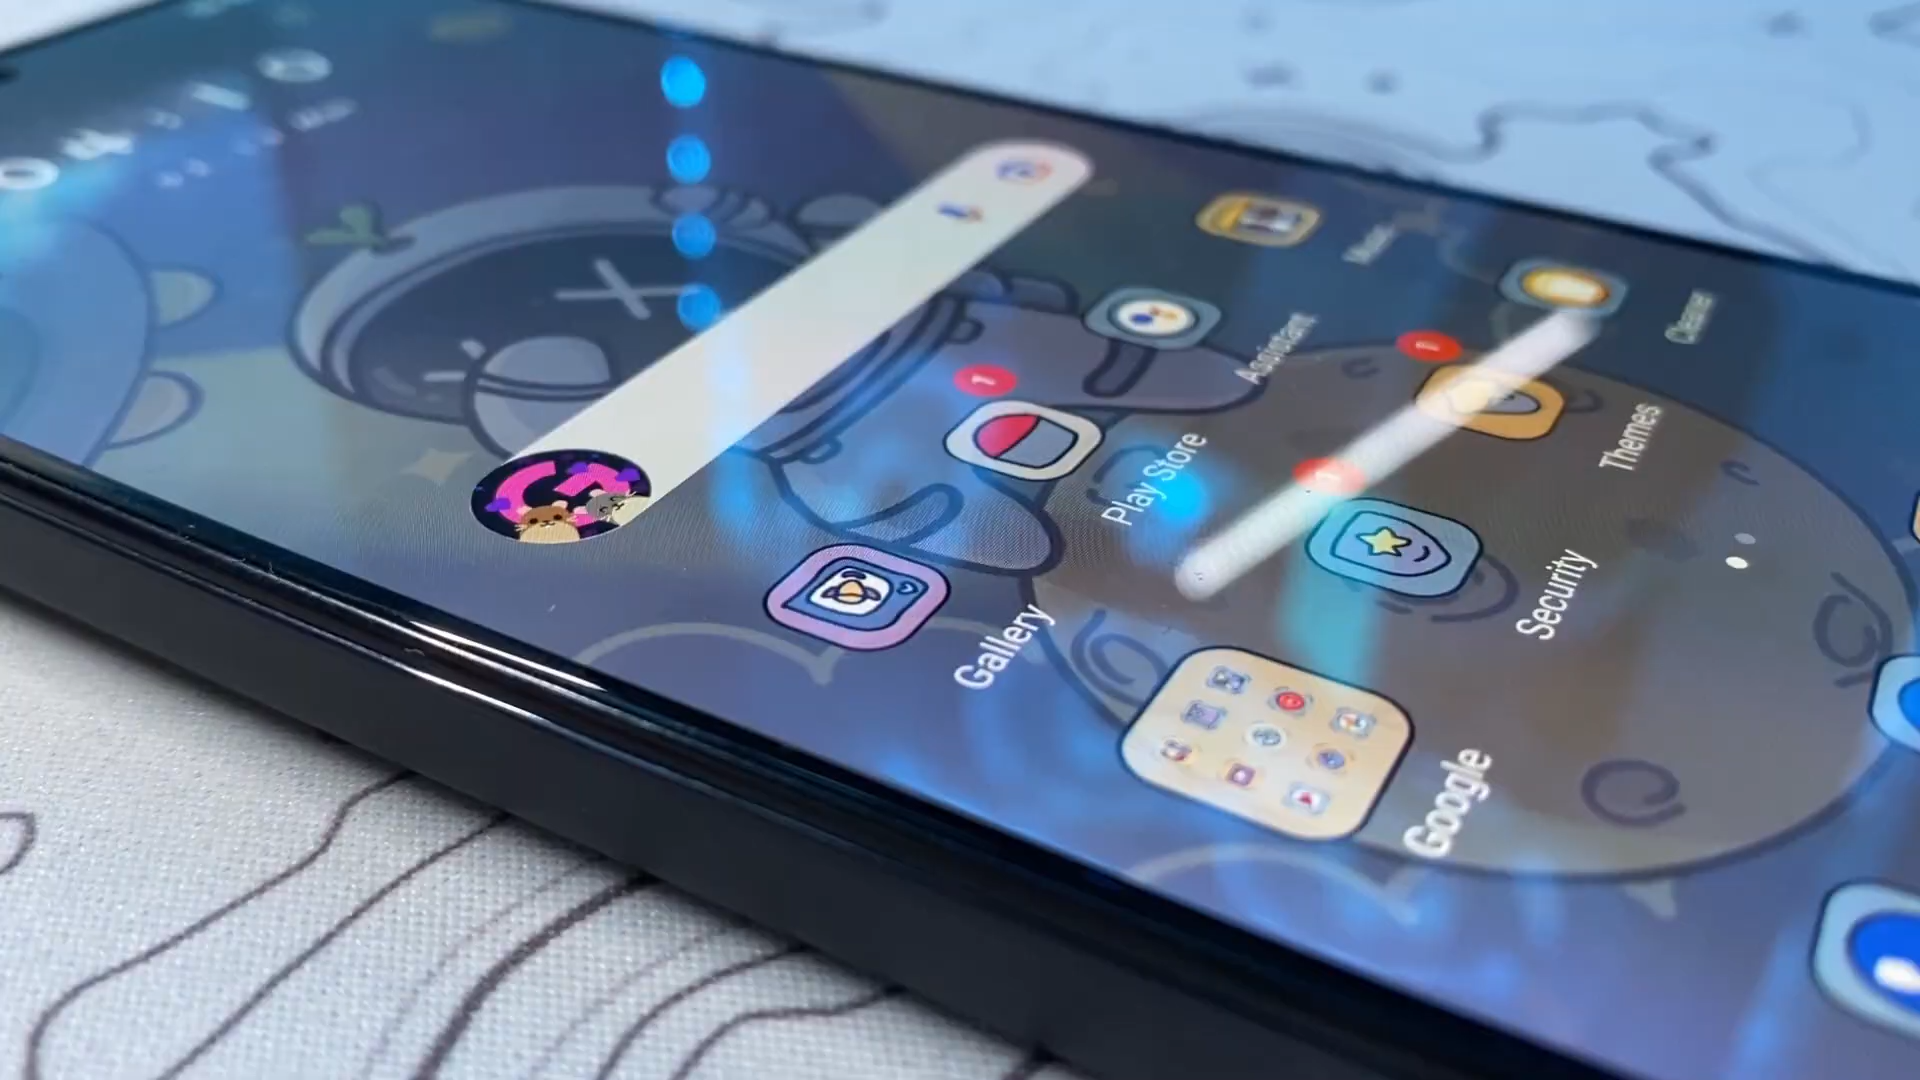 Cleaner
Assistant
Themes
Play Store
Security
Gallery
Google